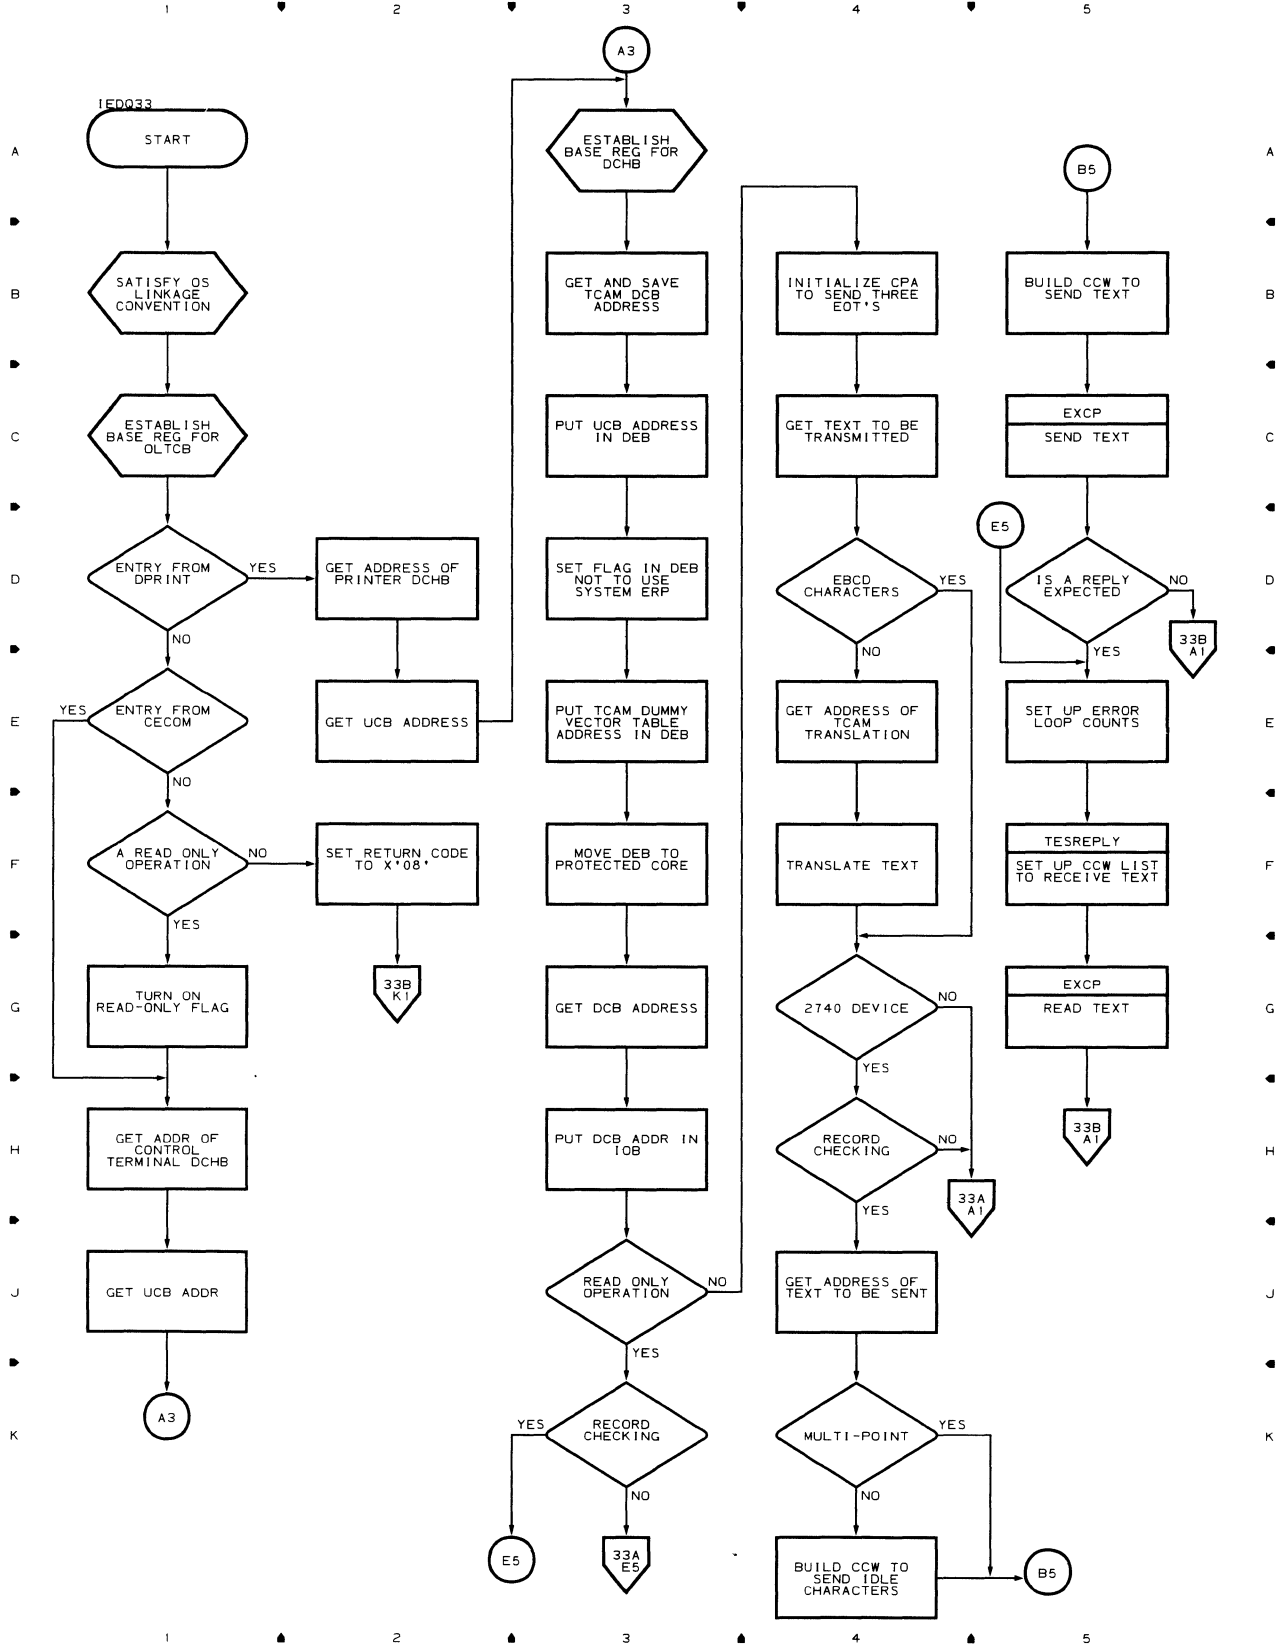 1
2
3
4
5
A3
IEDQ33
START
ESTABLISH
BASE REG FOR
DCHB
A
A
B5
SATISFY OS
LINKAGE
CONVENTION
GET AND SAVE
TCAM DCB
ADDRESS
INITIALIZE CPA
TO SEND THREE
EOT'S
BUILD CCW TO
SEND TEXT
B
B
ESTABLISH
BASE REG FOR
OLTCB
PUT UCB ADDRESS
IN DEB
GET TEXT TO BE
TRANSMITTED
EXCP
SEND TEXT
C
C
E5
ENTRY FROM
DPRINT
YES
NO
GET ADDRESS OF
PRINTER DCHB
SET FLAG IN DEB
NOT TO USE
SYSTEM ERP
EBCD
CHARACTERS
YES
NO
IS A REPLY
EXPECTED
NO
YES
33B
A1
D
D
ENTRY FROM
CECOM
YES
NO
GET UCB ADDRESS
PUT TCAM DUMMY
VECTOR TABLE
ADDRESS IN DEB
GET ADDRESS OF
TCAM
TRANSLATION
SET UP ERROR
LOOP COUNTS
E
E
A READ ONLY
OPERATION
NO
YES
SET RETURN CODE
TO X'08'
MOVE DEB TO
PROTECTED CORE
TRANSLATE TEXT
TESREPLY
SET UP CCW LIST
TO RECEIVE TEXT
F
F
TURN ON
READ-ONLY FLAG
33B
K1
GET DCB ADDRESS
2740 DEVICE
NO
YES
EXCP
READ TEXT
G
G
GET ADDR OF
CONTROL
TERMINAL DCHB
PUT DCB ADDR IN
IOB
RECORD
CHECKING
NO
YES
33A
A1
33B
A1
H
H
GET UCB ADDR
READ ONLY
OPERATION
NO
YES
GET ADDRESS OF
TEXT TO BE SENT
J
J
A3
RECORD
CHECKING
YES
NO
MULTI-POINT
YES
NO
K
K
E5
33A
E5
BUILD CCW TO
SEND IDLE
CHARACTERS
B5
1
2
3
4
5